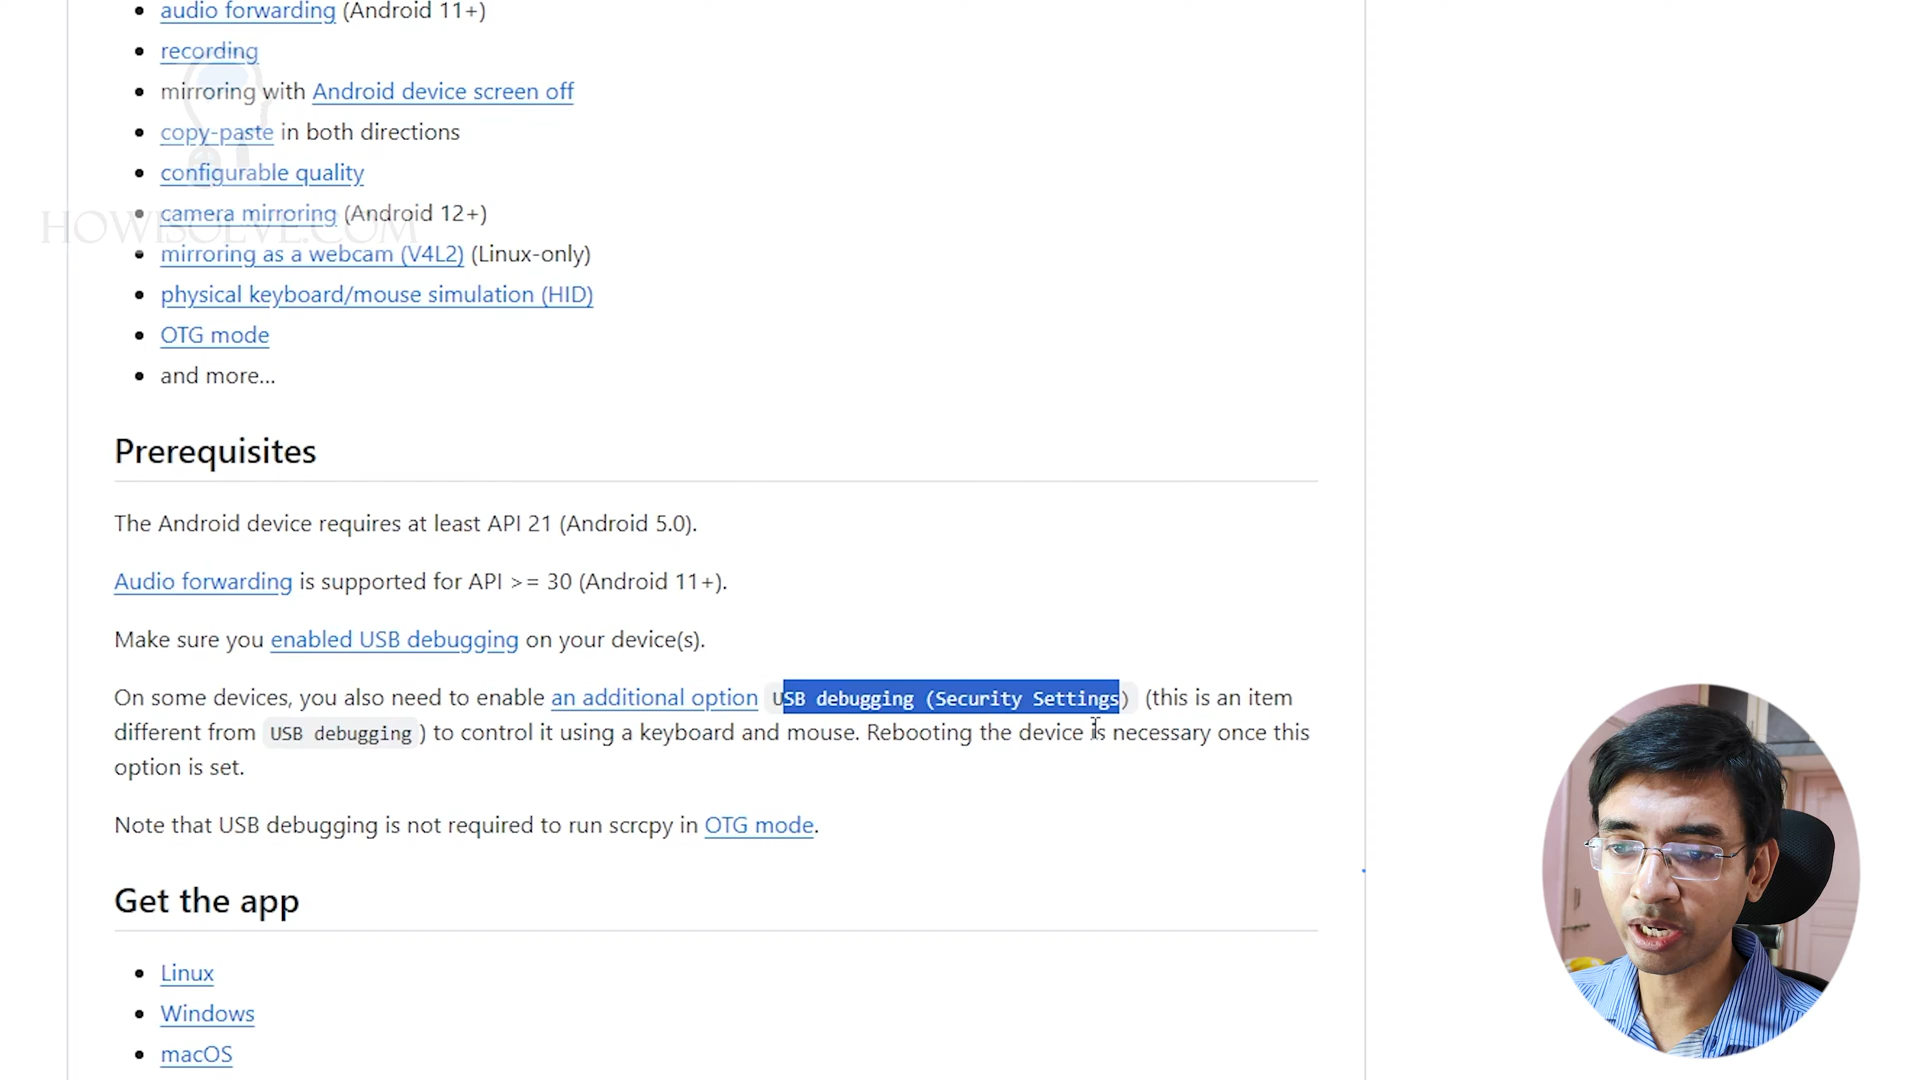 audio forwarding (Android 11+)
recording
mirroring with Android device screen off
copy-paste in both directions
configurable quality
camera mirroring (Android 12+)
HOWISOLVE.COM
mirroring as a webcam (V4L2) (Linux-only)
physical keyboard/mouse simulation (HID)
OTG mode
and more...
Prerequisites
The Android device requires at least API 21 (Android 5.0).
Audio forwarding is supported for API >= 30 (Android 11+).
Make sure you enabled USB debugging on your device(s).
On some devices, you also need to enable an additional option USB debugging (Security Settings) (this is an item
different from USB debugging ) to control it using a keyboard and mouse. Rebooting the device is necessary once this
option is set.
Note that USB debugging is not required to run scrcpy in OTG mode.
Get the app
Linux
Windows
macOS